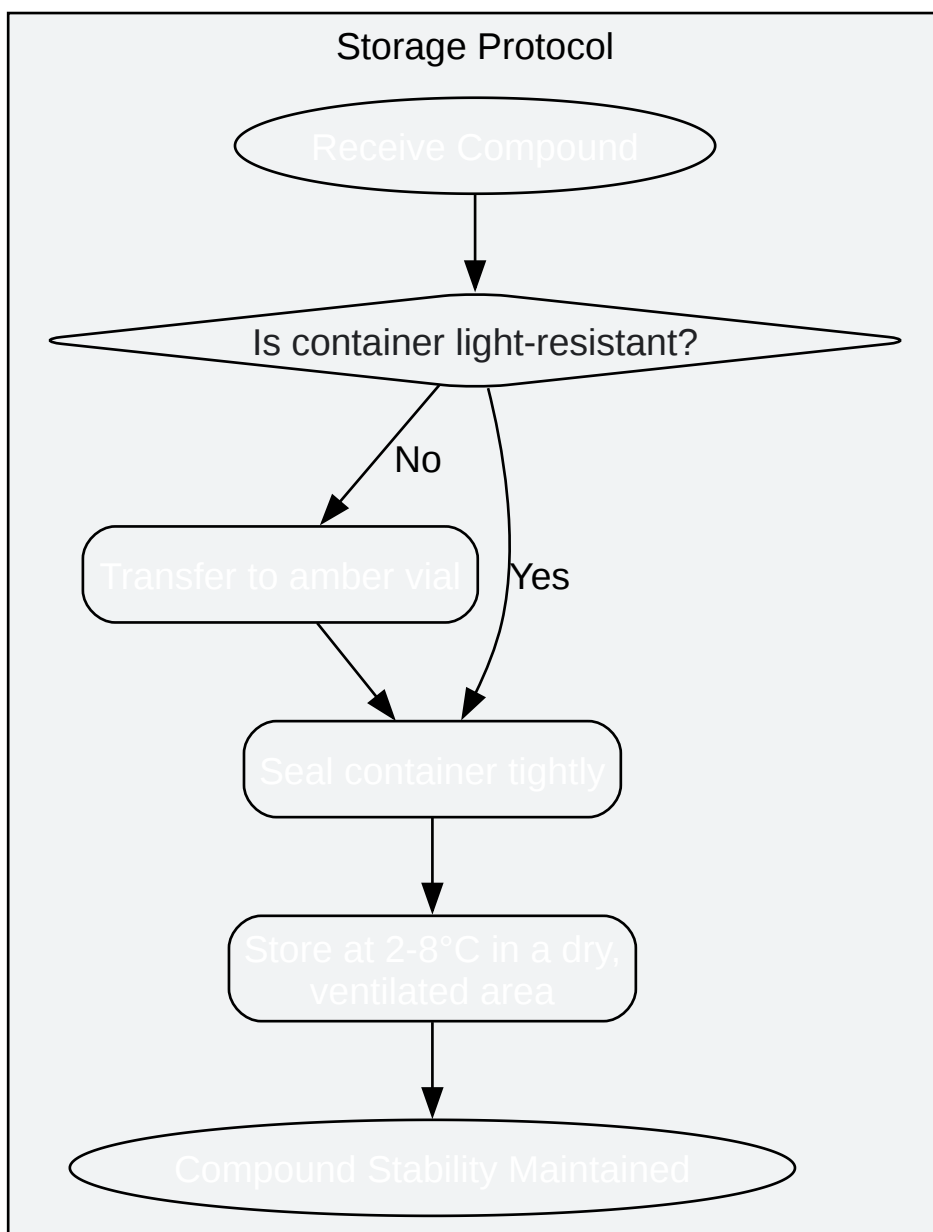 Storage Protocol
Receive Compound
Is container light-resistant?
No
Transfer to amber vial
Yes
Seal container tightly
Store at 2-8°C in a dry,
ventilated area
Compound Stability Maintained